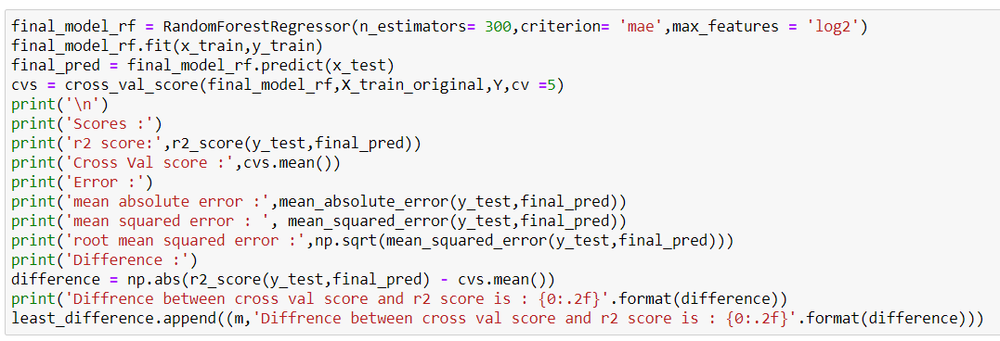 final_model_rf = RandomForestRegressor(n_estimators= 300,criterion= 'mae',max_features = 'log2')
final_model_rf.fit(x_train,y_train)
final_pred = final_model_rf.predict(x_test)
cvs = cross_val_score(final_model_rf,X_train_original,Y,cv =5)
print('\n')
print('Scores :')
print('r2 score:',r2_score(y_test,final_pred))
print('Cross Val score :',cvs.mean())
print('Error :')
print('mean absolute error :',mean_absolute_error(y_test,final_pred))
print('mean squared error : ', mean_squared_error(y_test,final_pred))
print('root mean squared error :',np.sqrt(mean_squared_error(y_test,final_pred)))
print('Difference :')
difference = np.abs(r2_score(y_test,final_pred) - cvs.mean())
print('Diffrence between cross val score and r2 score is : {0:.2f}'.format(difference))
least_difference.append((m,'Diffrence between cross val score and r2 score is : {0:.2f}'.format(difference)))